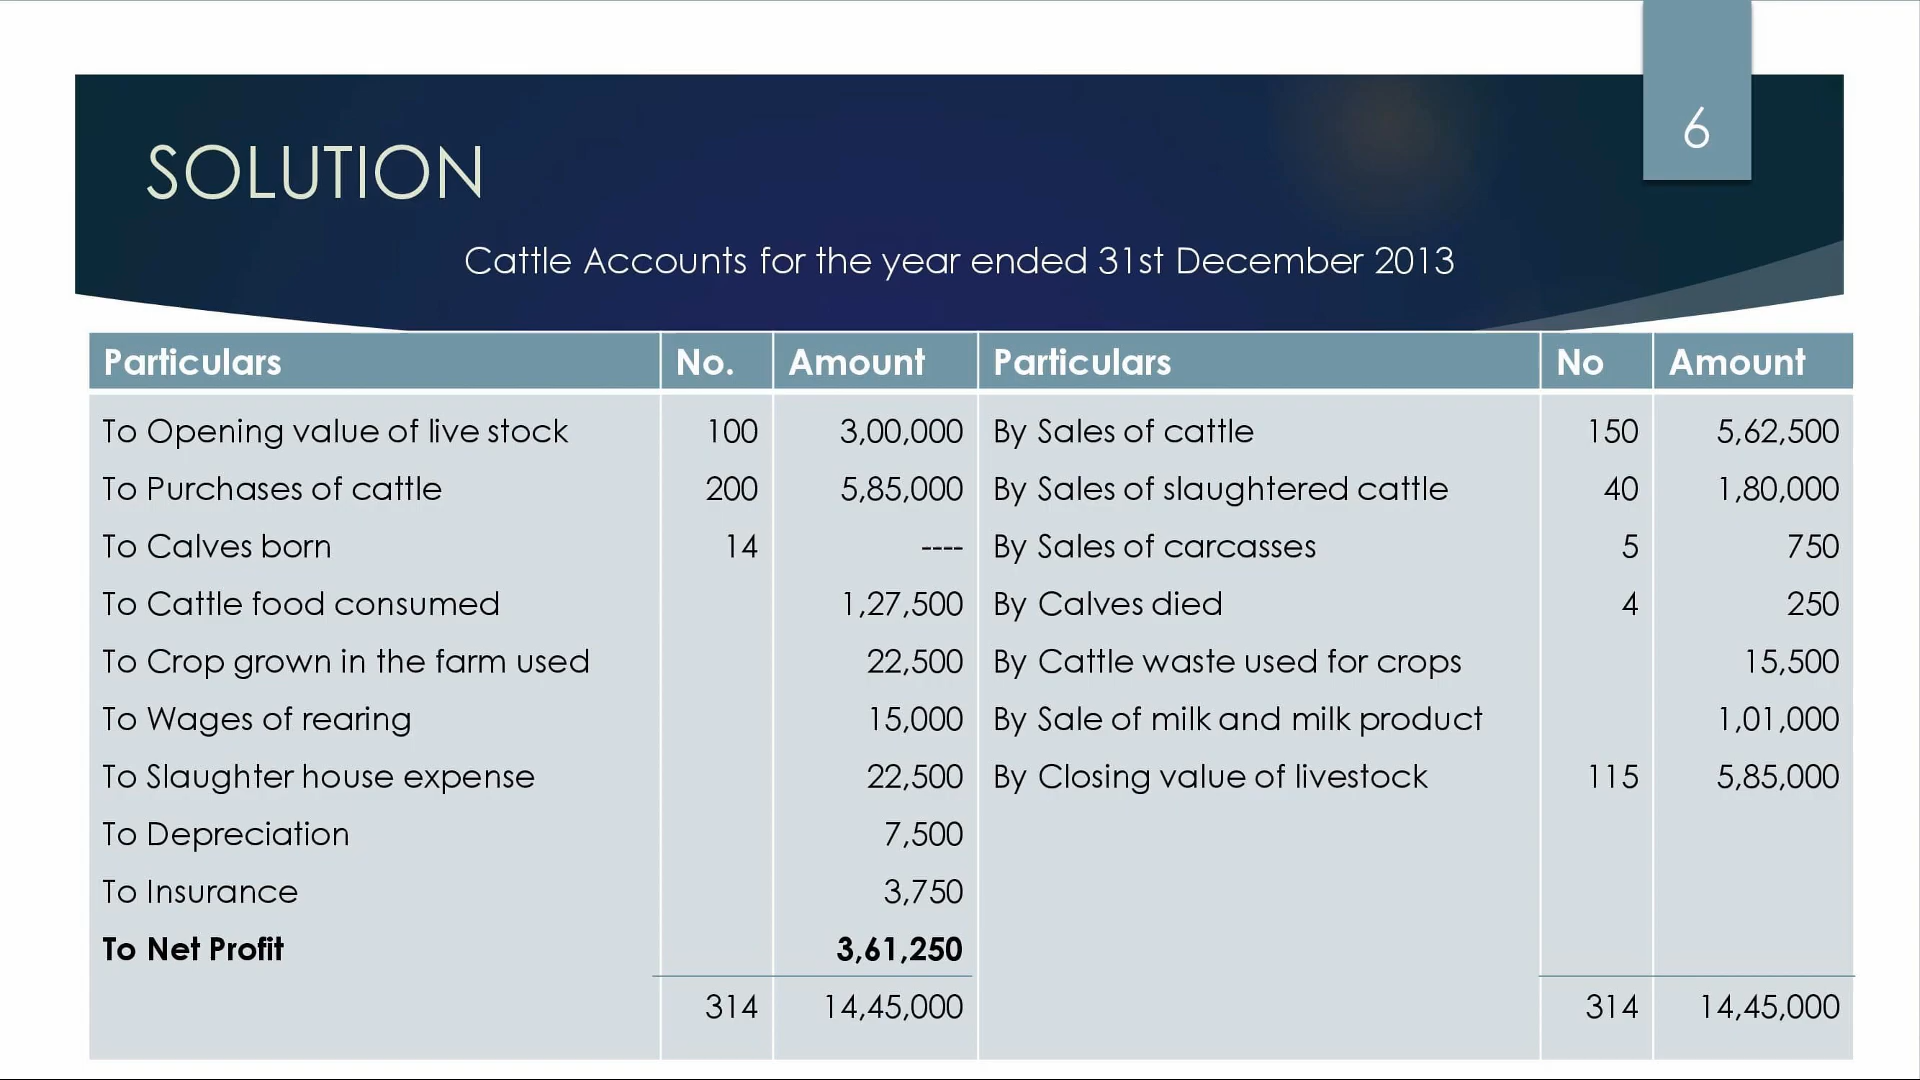 6
SOLUTION
Cattle Accounts for the year ended 31st December 2013
Particulars No. Amount Particulars No Amount
To Opening value of live stock 100 3,00,000 By Sales of cattle 150 5,62,500
To Purchases of cattle 200 5,85,000 By Sales of slaughtered cattle 40 1,80,000
To Calves born 14 ---- By Sales of carcasses 5 750
To Cattle food consumed 1,27,500 By Calves died 4 250
To Crop grown in the farm used 22,500 By Cattle waste used for crops 15,500
To Wages of rearing 15,000 By Sale of milk and milk product 1,01,000
To Slaughter house expense 22,500 By Closing value of livestock 115 5,85,000
To Depreciation 7,500
To Insurance 3,750
To Net Profit 3,61,250
314 14,45,000 314 14,45,000